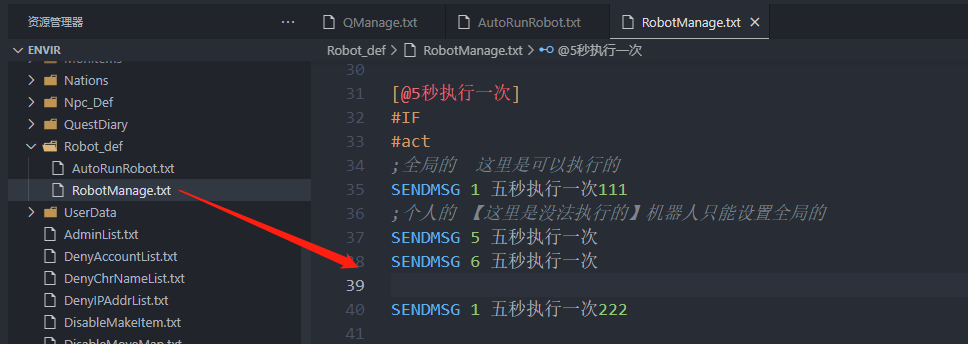 资源管理器
ENVIR
MonItems
Nations
Npc_Def
QuestDiary
Robot_def
AutoRunRobot.txt
RobotManage.txt
UserData
AdminList.txt
DenyAccountList.txt
DenyChrNameList.txt
DenyIPAddrList.txt
DisableMakeItem.txt
DisableMoveMap.txt
QManage.txt AutoRunRobot.txt RobotManage.txt
Robot_def > RobotManage.txt > @5秒执行一次
30
31 [@5秒执行一次]
32 #IF
33 #act
34 ;全局的 这里是可以执行的
35 SENDMSG 1 五秒执行一次111
36 ;个人的 【这里是没法执行的】机器人只能设置全局的
37 SENDMSG 5 五秒执行一次
38 SENDMSG 6 五秒执行一次
39
40 SENDMSG 1 五秒执行一次222
41